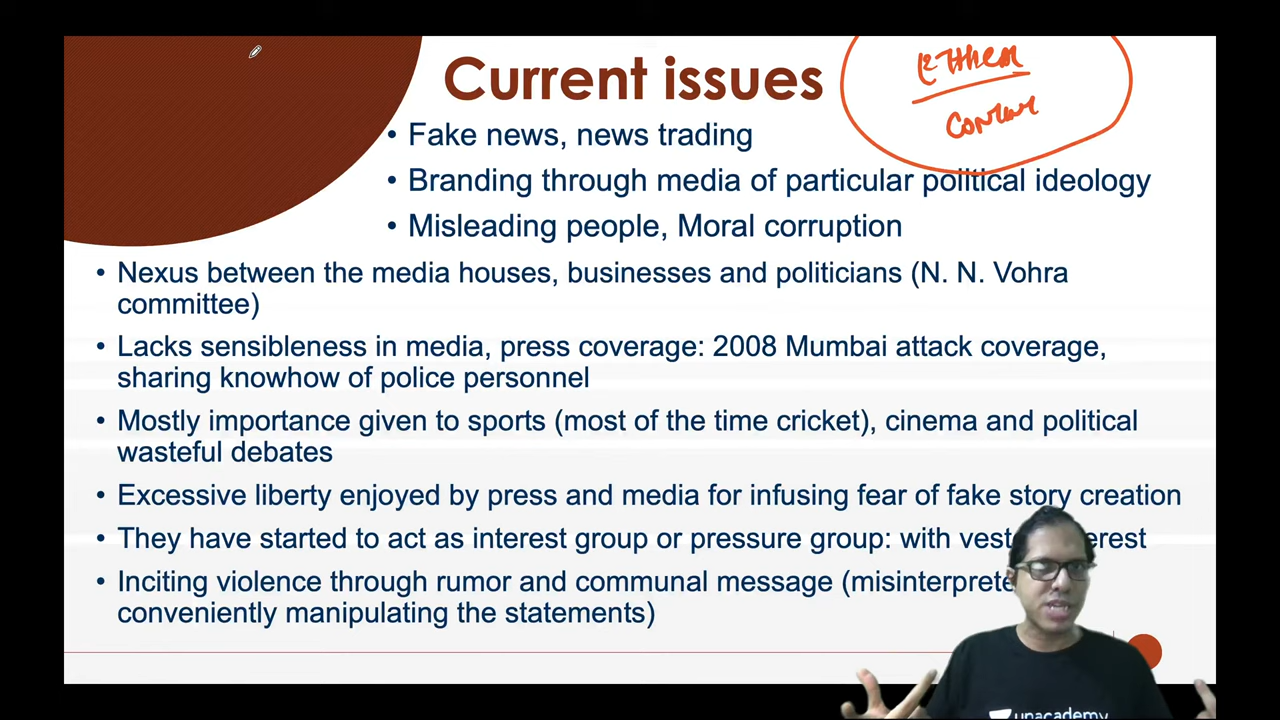 Current issues
• Fake news, news trading
• Branding through media of particular political ideology
• Misleading people, Moral corruption
• Nexus between the media houses, businesses and politicians (N. N. Vohra
committee)
• Lacks sensibleness in media, press coverage: 2008 Mumbai attack coverage,
sharing knowhow of police personnel
• Mostly importance given to sports (most of the time cricket), cinema and political
wasteful debates
• Excessive liberty enjoyed by press and media for infusing fear of fake story creation
• They have started to act as interest group or pressure group: with
• Inciting violence through rumor and communal message
conveniently manipulating the statements)
unacademy